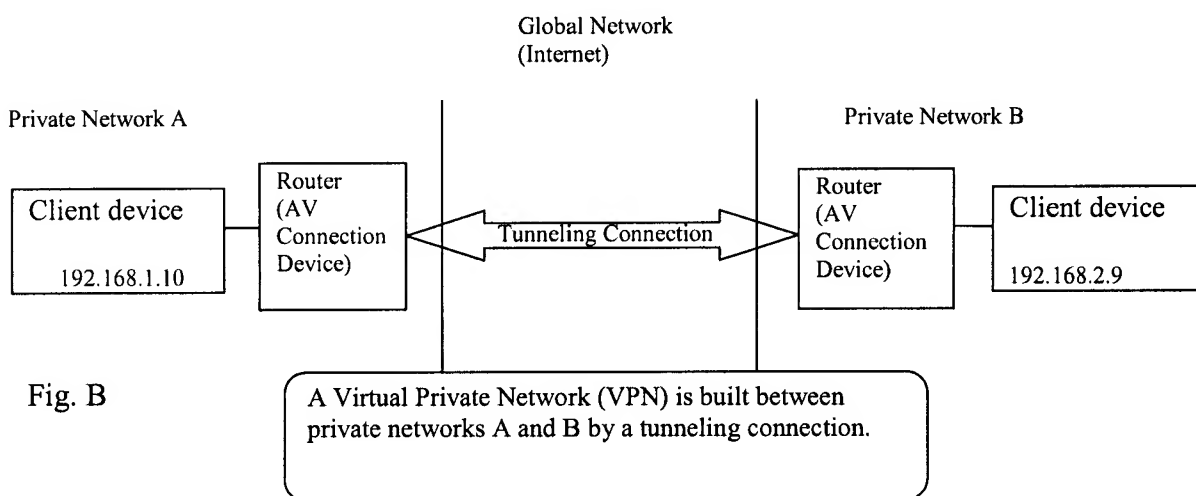 Global Network
(Internet)
Private Network A
Private Network B
Client device
192.168.1.10
Router
(AV
Connection
Device)
Tunneling Connection
Router
(AV
Connection
Device)
Client device
192.168.2.9
Fig. B
A Virtual Private Network (VPN) is built between
private networks A and B by a tunneling connection.